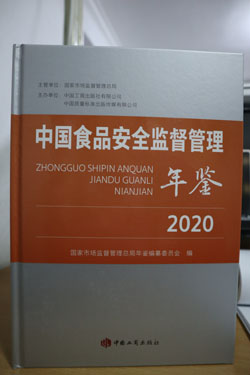 主管单位：国家市场监督管理总局
主办单位：中国工商出版社有限公司
中国质量标准出版传媒有限公司
中国食品安全监督管理
ZHONGGUO SHIPIN ANQUAN
JIANDU GUANLI
NIANJIAN
年鉴
2020
国家市场监督管理总局年鉴编纂委员会 编
中国工商出版社